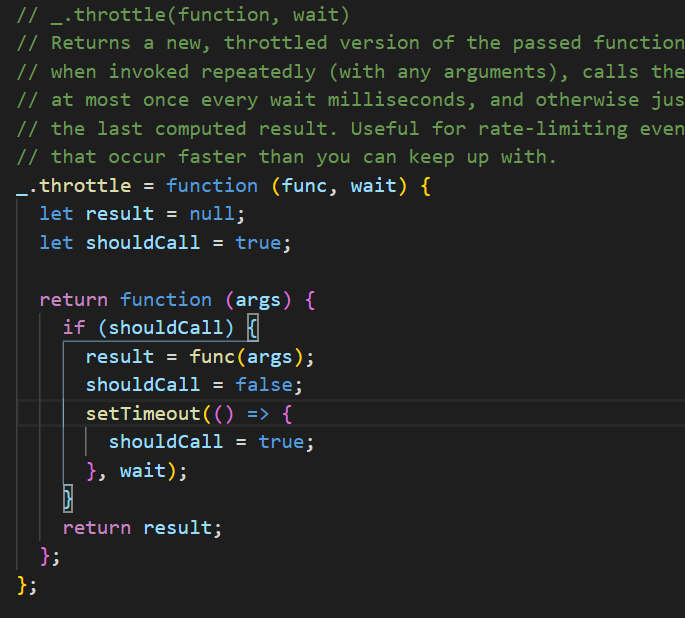 // _.throttle(function, wait)
// Returns a new, throttled version of the passed function
// when invoked repeatedly (with any arguments), calls the
// at most once every wait milliseconds, and otherwise jus
// the last computed result. Useful for rate-limiting even
// that occur faster than you can keep up with.
_.throttle = function (func, wait) {
  let result = null;
  let shouldCall = true;

  return function (args) {
    if (shouldCall) {
      result = func(args);
      shouldCall = false;
      setTimeout(() => {
        shouldCall = true;
      }, wait);
    }
    return result;
  };
};